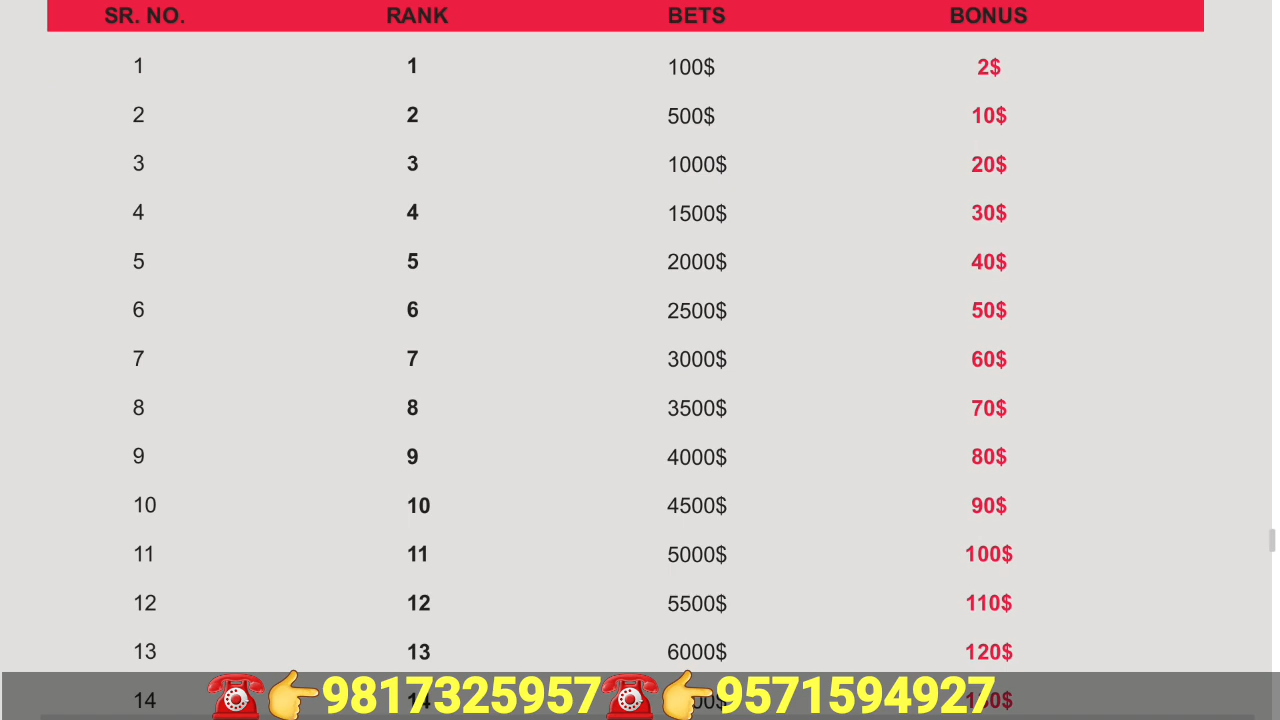 SR. NO. RANK BETS BONUS
1 1 100$ 2$
2 2 500$ 10$
3 3 1000$ 20$
4 4 1500$ 30$
5 5 2000$ 40$
6 6 2500$ 50$
7 7 3000$ 60$
8 8 3500$ 70$
9 9 4000$ 80$
10 10 4500$ 90$
11 11 5000$ 100$
12 12 5500$ 110$
13 13 6000$ 120$
14 14
☎️👉9817325957☎️👉9571594927